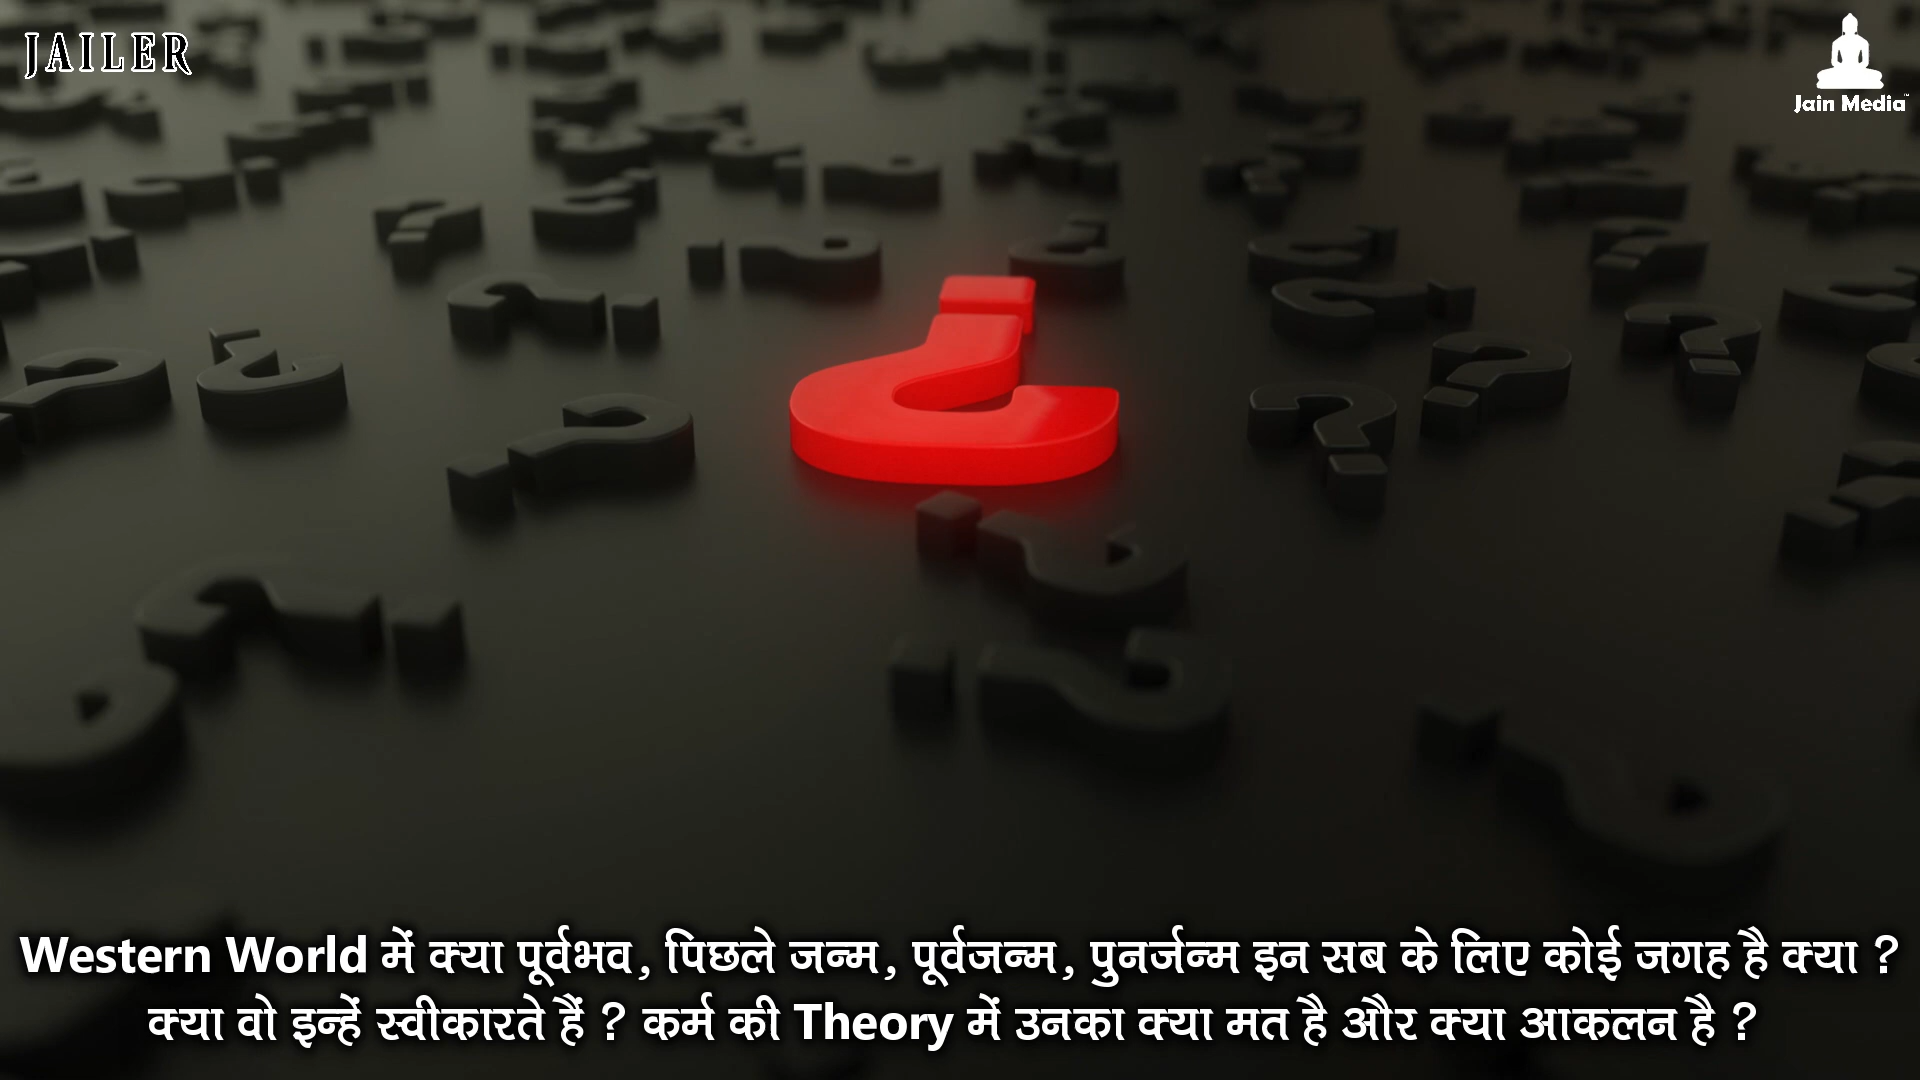 JAILER
Jain Media™
Western World में क्या पूर्वभव, पिछले जन्म, पूर्वजन्म, पुनर्जन्म इन सब के लिए कोई जगह है क्या ?
क्या वो इन्हें स्वीकारते हैं ? कर्म की Theory में उनका क्या मत है और क्या आकलन है ?